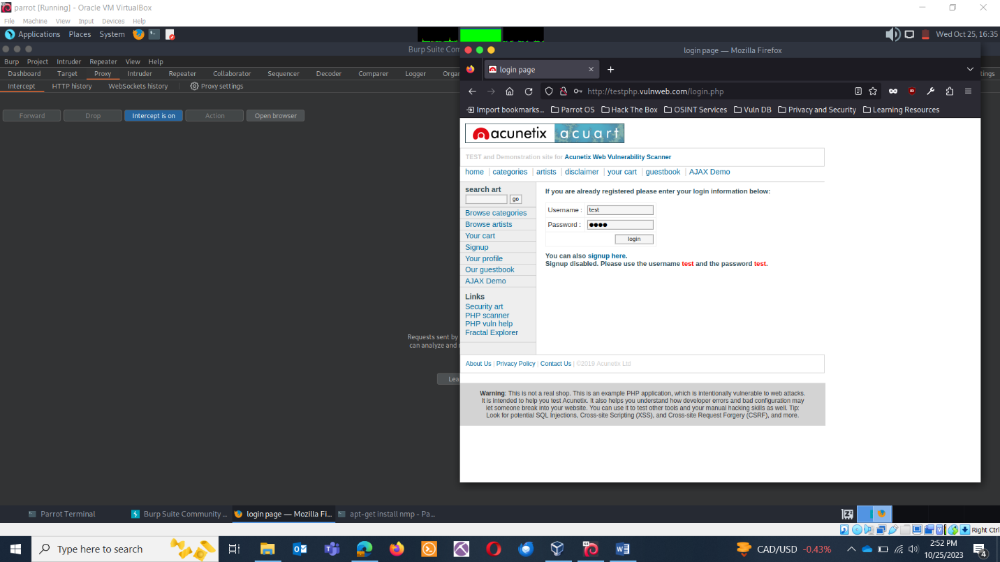 parrot [Running] - Oracle VM VirtualBox
File Machine View Input Devices Help
Applications Places System
Wed Oct 25, 16:35
Burp Suite Com
login page — Mozilla Firefox
Burp Project Intruder Repeater View Help
Dashboard Target Proxy Intruder Repeater Collaborator Sequencer Decoder Comparer Logger Organ
tings
login page
Intercept HTTP history WebSockets history Proxy settings
http://testphp.vulnweb.com/login.php
Forward Drop Intercept is on Action Open browser
Import bookmarks... Parrot OS Hack The Box OSINT Services Vuln DB Privacy and Security Learning Resources
acunetix acuart
TEST and Demonstration site for Acunetix Web Vulnerability Scanner
home | categories | artists | disclaimer | your cart | guestbook | AJAX Demo
search art
go
Browse categories
Browse artists
Your cart
Signup
Your profile
Our guestbook
AJAX Demo
Links
Security art
PHP scanner
PHP vuln help
Fractal Explorer
If you are already registered please enter your login information below:
Username : test
Password : ●●●●
login
You can also signup here.
Signup disabled. Please use the username test and the password test.
Requests sent by
can analyze and
Lea
About Us | Privacy Policy | Contact Us | ©2019 Acunetix Ltd
Warning: This is not a real shop. This is an example PHP application, which is intentionally vulnerable to web attacks.
It is intended to help you test Acunetix. It also helps you understand how developer errors and bad configuration may
let someone break into your website. You can use it to test other tools and your manual hacking skills as well. Tip:
Look for potential SQL Injections, Cross-site Scripting (XSS), and Cross-site Request Forgery (CSRF), and more.
Parrot Terminal
Burp Suite Community ...
login page — Mozilla Fi...
apt-get install nmp - Pa...
Right Ctrl
Type here to search
CAD/USD -0.43%
2:52 PM
10/25/2023
4